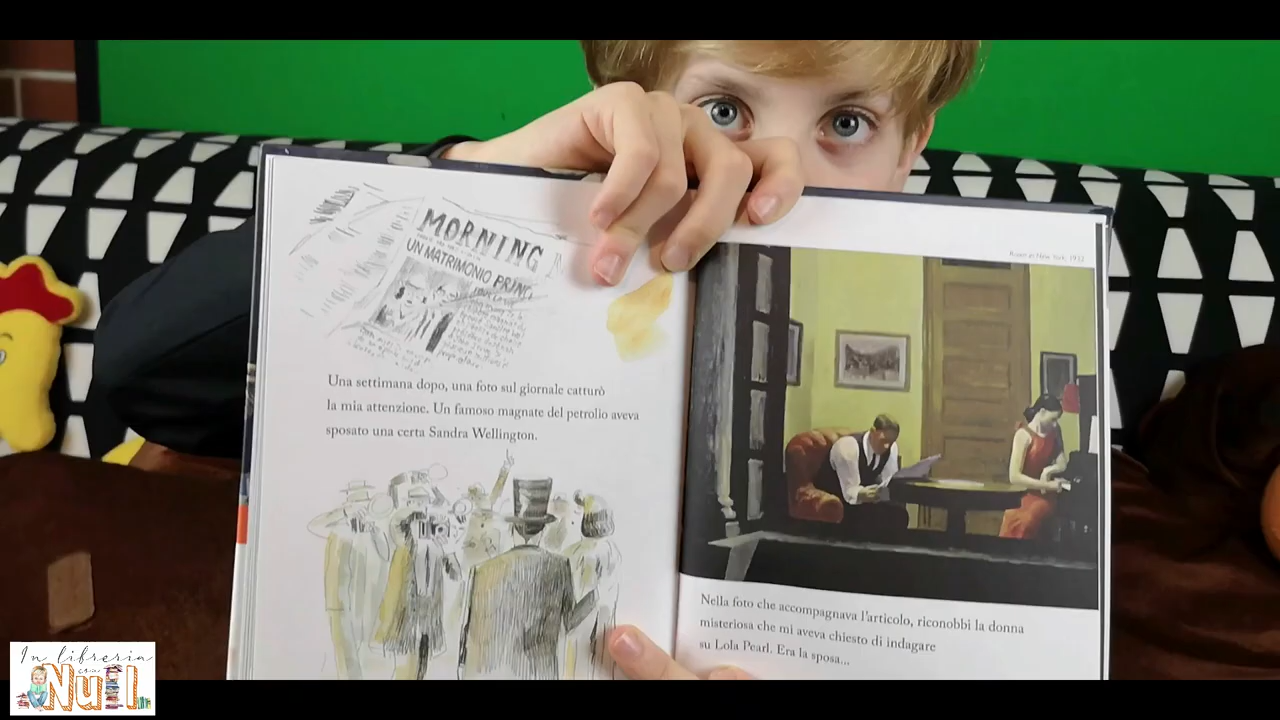 MORNING
UN MATRIMONIO PRINC
Una settimana dopo, una foto sul giornale catturò
la mia attenzione. Un famoso magnate del petrolio aveva
sposato una certa Sandra Wellington.
Room in New York, 1932
Nella foto che accompagnava l'articolo, riconobbi la donna
misteriosa che mi aveva chiesto di indagare
su Lola Pearl. Era la sposa...
In libreria
con
Null